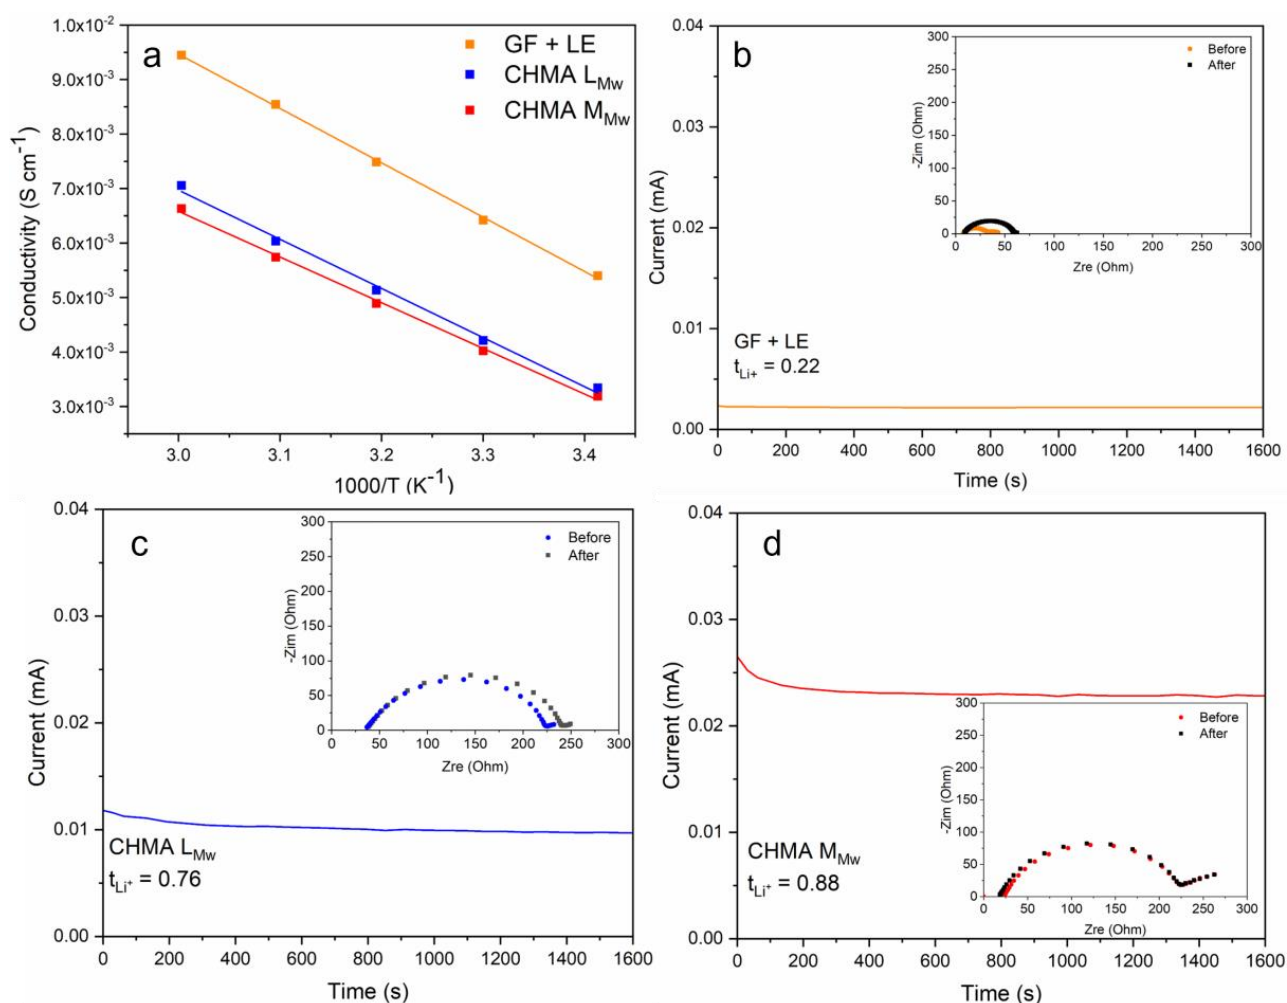 a
GF + LE
CHMA L_Mw
CHMA M_Mw
1.0x10⁻²
9.0x10⁻³
8.0x10⁻³
7.0x10⁻³
6.0x10⁻³
5.0x10⁻³
4.0x10⁻³
3.0x10⁻³
Conductivity (S cm⁻¹)
3.0 3.1 3.2 3.3 3.4
1000/T (K⁻¹)
b
0.04
0.03
0.02
0.01
0.00
Current (mA)
300
250
200
150
100
50
0
-Zim (Ohm)
Before
After
0 50 100 150 200 250 300
Zre (Ohm)
GF + LE
t_Li+ = 0.22
0 200 400 600 800 1000 1200 1400 1600
Time (s)
c
0.04
0.03
0.02
0.01
0.00
Current (mA)
300
250
200
150
100
50
0
-Zim (Ohm)
Before
After
0 50 100 150 200 250 300
Zre (Ohm)
CHMA L_Mw
t_Li⁺ = 0.76
0 200 400 600 800 1000 1200 1400 1600
Time (s)
d
0.04
0.03
0.02
0.01
0.00
Current (mA)
300
250
200
150
100
50
0
-Zim (Ohm)
Before
After
0 50 100 150 200 250 300
Zre (Ohm)
CHMA M_Mw
t_Li⁺ = 0.88
0 200 400 600 800 1000 1200 1400 1600
Time (s)